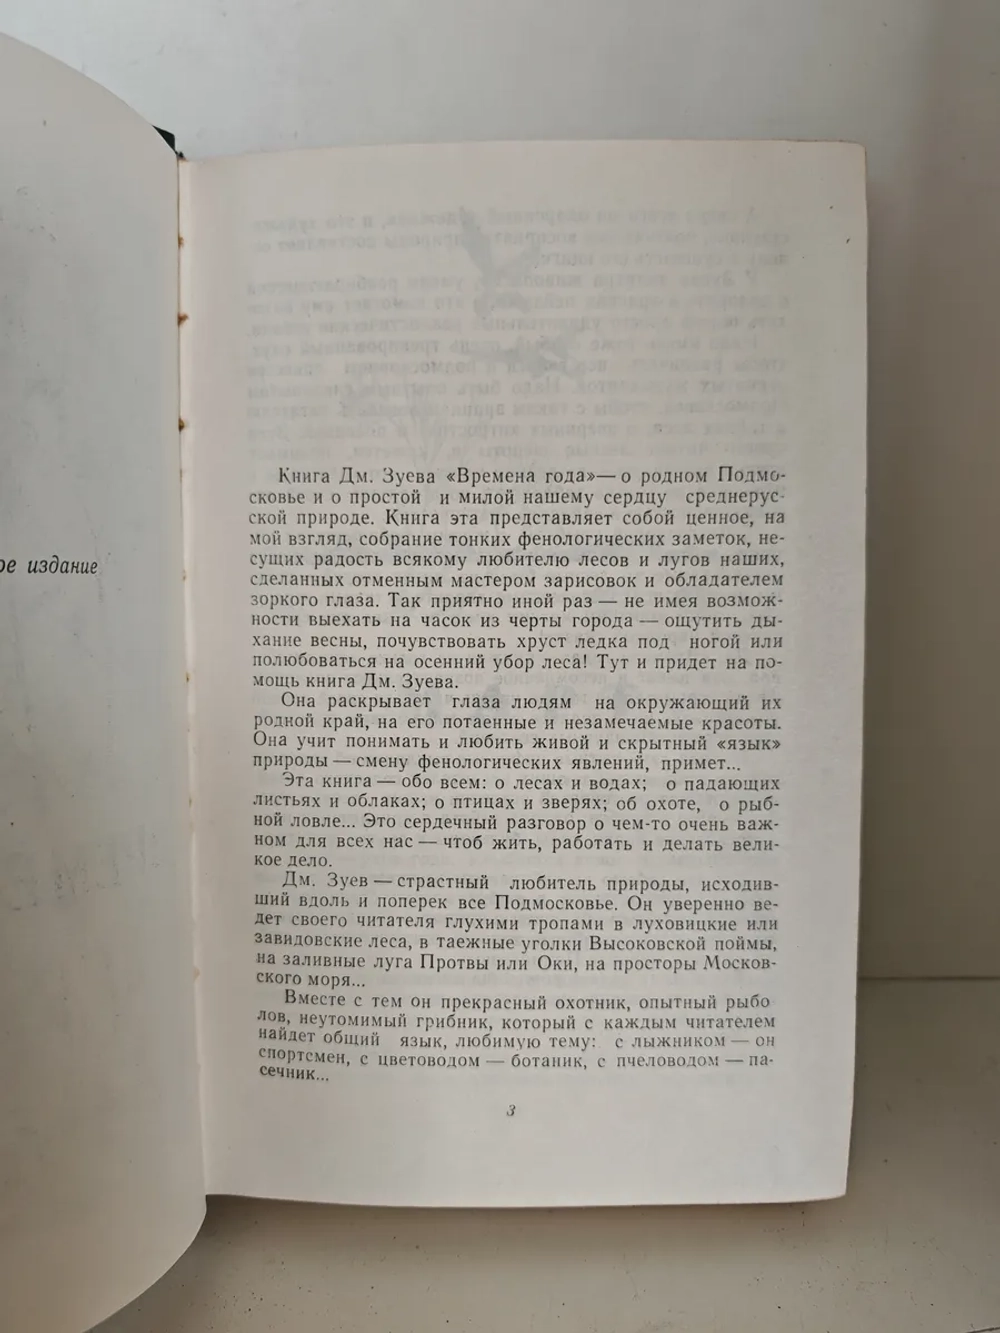 издание
Книга Дм. Зуева «Времена года»— о родном Подмо-
сковье и о простой и милой нашему сердцу среднерус-
ской природе. Книга эта представляет собой ценное, на
мой взгляд, собрание тонких фенологических заметок, не-
сущих радость всякому любителю лесов и лугов наших,
сделанных отменным мастером зарисовок и обладателем
зоркого глаза. Так приятно иной раз — не имея возмож-
ности выехать на часок из черты города — ощутить ды-
хание весны, почувствовать хруст ледка под ногой или
полюбоваться на осенний убор леса! Тут и придет на по-
мощь книга Дм. Зуева.
Она раскрывает глаза людям на окружающий их
родной край, на его потаенные и незамечаемые красоты.
Она учит понимать и любить живой и скрытный «язык»
природы — смену фенологических явлений, примет...
Эта книга — обо всем: о лесах и водах; о падающих
листьях и облаках; о птицах и зверях; об охоте, о рыб-
ной ловле... Это сердечный разговор о чем-то очень важ-
ном для всех нас — чтоб жить, работать и делать вели-
кое дело.
Дм. Зуев — страстный любитель природы, исходив-
ший вдоль и поперек все Подмосковье. Он уверенно ве-
дет своего читателя глухими тропами в луховицкие или
завидовские леса, в таежные уголки Высоковской поймы,
на заливные луга Протвы или Оки, на просторы Москов-
ского моря...
Вместе с тем он прекрасный охотник, опытный рыбо
лов, неутомимый грибник, который с каждым читателем
найдет общий язык, любимую тему: с лыжником — он
спортсмен, с цветоводом — ботаник, с пчеловодом — па-
сечник...
3